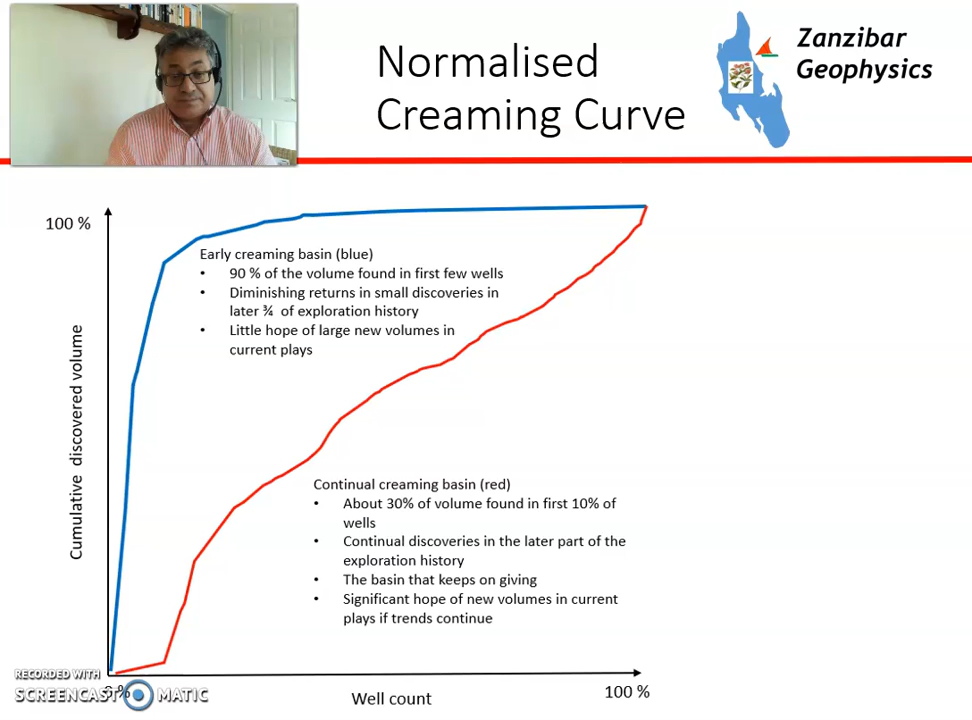 Normalised
Creaming Curve
Zanzibar
Geophysics
100 %
Early creaming basin (blue)
• 90 % of the volume found in first few wells
• Diminishing returns in small discoveries in
later ¾ of exploration history
• Little hope of large new volumes in
current plays
Cumulative discovered volume
Continual creaming basin (red)
• About 30% of volume found in first 10% of
wells
• Continual discoveries in the later part of the
exploration history
• The basin that keeps on giving
• Significant hope of new volumes in current
plays if trends continue
RECORDED WITH
SCREENCAST MATIC
Well count
100 %